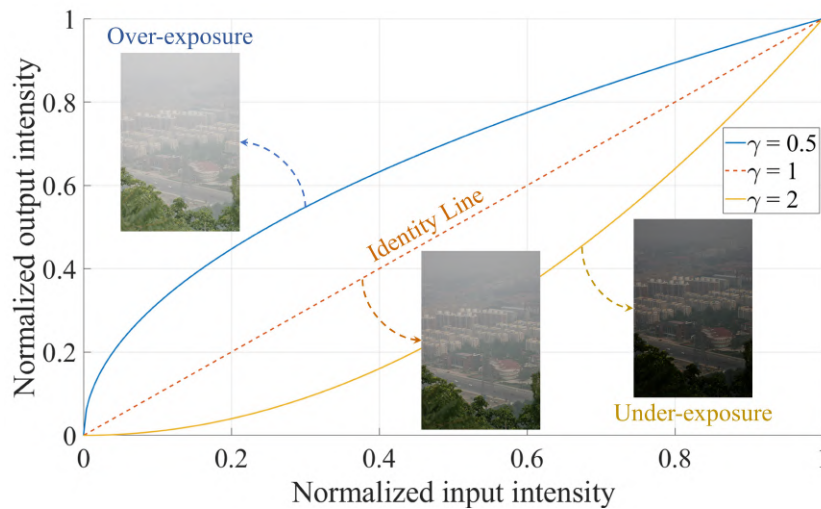 Over-exposure
Identity Line
Under-exposure
γ = 0.5
γ = 1
γ = 2
Normalized output intensity
1
0.8
0.6
0.4
0.2
0
0
0.2
0.4
0.6
0.8
1
Normalized input intensity